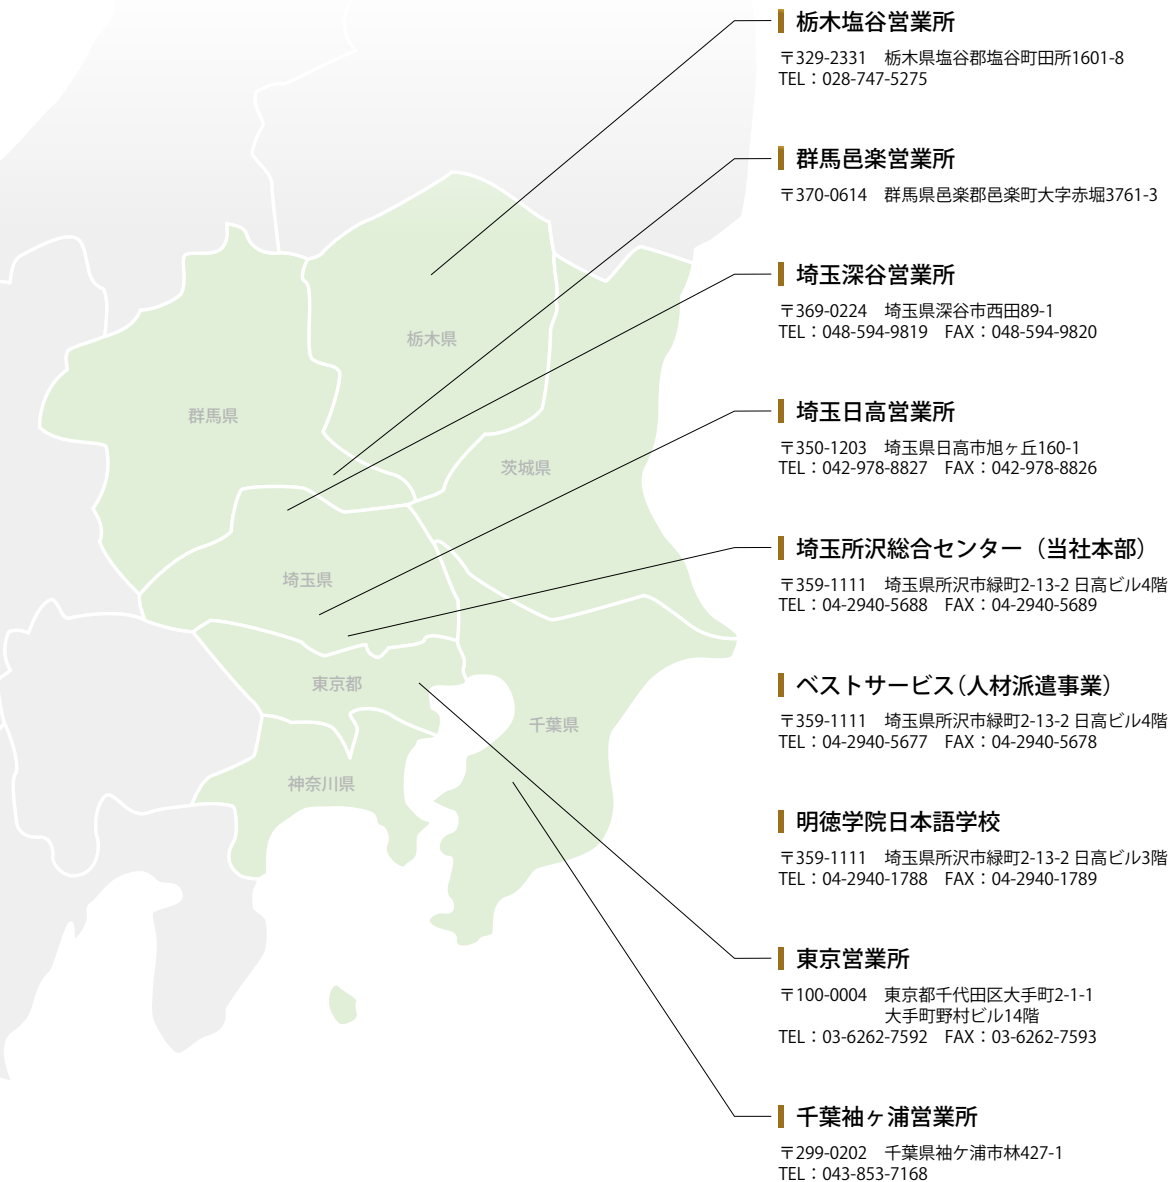 栃木塩谷営業所
〒329-2331　栃木県塩谷郡塩谷町田所1601-8
TEL：028-747-5275
群馬邑楽営業所
〒370-0614　群馬県邑楽郡邑楽町大字赤堀3761-3
埼玉深谷営業所
〒369-0224　埼玉県深谷市西田89-1
TEL：048-594-9819　FAX：048-594-9820
埼玉日高営業所
〒350-1203　埼玉県日高市旭ヶ丘160-1
TEL：042-978-8827　FAX：042-978-8826
埼玉所沢総合センター（当社本部）
〒359-1111　埼玉県所沢市緑町2-13-2 日高ビル4階
TEL：04-2940-5688　FAX：04-2940-5689
ベストサービス（人材派遣事業）
〒359-1111　埼玉県所沢市緑町2-13-2 日高ビル4階
TEL：04-2940-5677　FAX：04-2940-5678
明徳学院日本語学校
〒359-1111　埼玉県所沢市緑町2-13-2 日高ビル3階
TEL：04-2940-1788　FAX：04-2940-1789
東京営業所
〒100-0004　東京都千代田区大手町2-1-1
大手町野村ビル14階
TEL：03-6262-7592　FAX：03-6262-7593
千葉袖ヶ浦営業所
〒299-0202　千葉県袖ケ浦市林427-1
TEL：043-853-7168
栃木県
群馬県
茨城県
埼玉県
東京都
千葉県
神奈川県